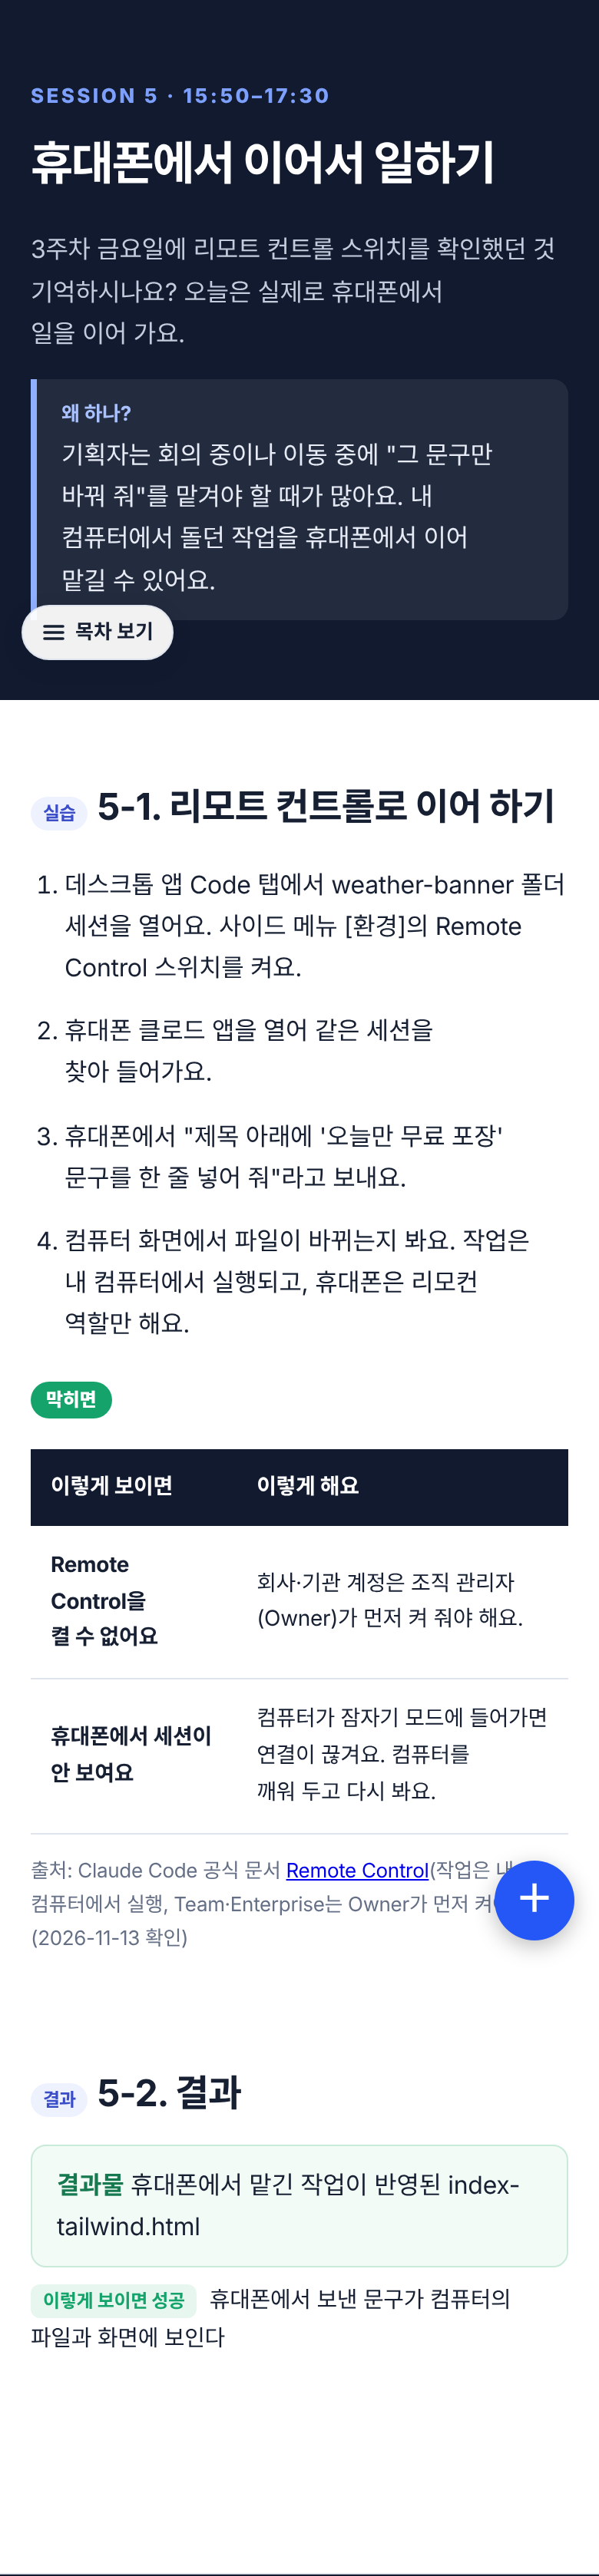 SESSION 5 · 15:50–17:30
휴대폰에서 이어서 일하기
3주차 금요일에 리모트 컨트롤 스위치를 확인했던 것
기억하시나요? 오늘은 실제로 휴대폰에서
일을 이어 가요.
왜 하나?
기획자는 회의 중이나 이동 중에 "그 문구만
바꿔 줘"를 맡겨야 할 때가 많아요. 내
컴퓨터에서 돌던 작업을 휴대폰에서 이어
맡길 수 있어요.
목차 보기
실습 5-1. 리모트 컨트롤로 이어 하기
1. 데스크톱 앱 Code 탭에서 weather-banner 폴더
세션을 열어요. 사이드 메뉴 [환경]의 Remote
Control 스위치를 켜요.
2. 휴대폰 클로드 앱을 열어 같은 세션을
찾아 들어가요.
3. 휴대폰에서 "제목 아래에 '오늘만 무료 포장'
문구를 한 줄 넣어 줘"라고 보내요.
4. 컴퓨터 화면에서 파일이 바뀌는지 봐요. 작업은
내 컴퓨터에서 실행되고, 휴대폰은 리모컨
역할만 해요.
막히면
이렇게 보이면 이렇게 해요
Remote
Control을
켤 수 없어요
회사·기관 계정은 조직 관리자
(Owner)가 먼저 켜 줘야 해요.
휴대폰에서 세션이
안 보여요
컴퓨터가 잠자기 모드에 들어가면
연결이 끊겨요. 컴퓨터를
깨워 두고 다시 봐요.
출처: Claude Code 공식 문서 Remote Control(작업은 내
컴퓨터에서 실행, Team·Enterprise는 Owner가 먼저 켜
(2026-11-13 확인)
결과 5-2. 결과
결과물 휴대폰에서 맡긴 작업이 반영된 index-
tailwind.html
이렇게 보이면 성공 휴대폰에서 보낸 문구가 컴퓨터의
파일과 화면에 보인다